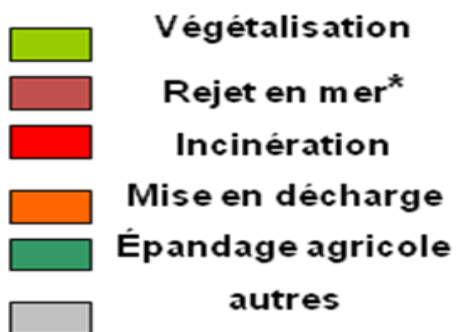 Végétalisation
Rejet en mer*
Incinération
Mise en décharge
Épandage agricole
autres